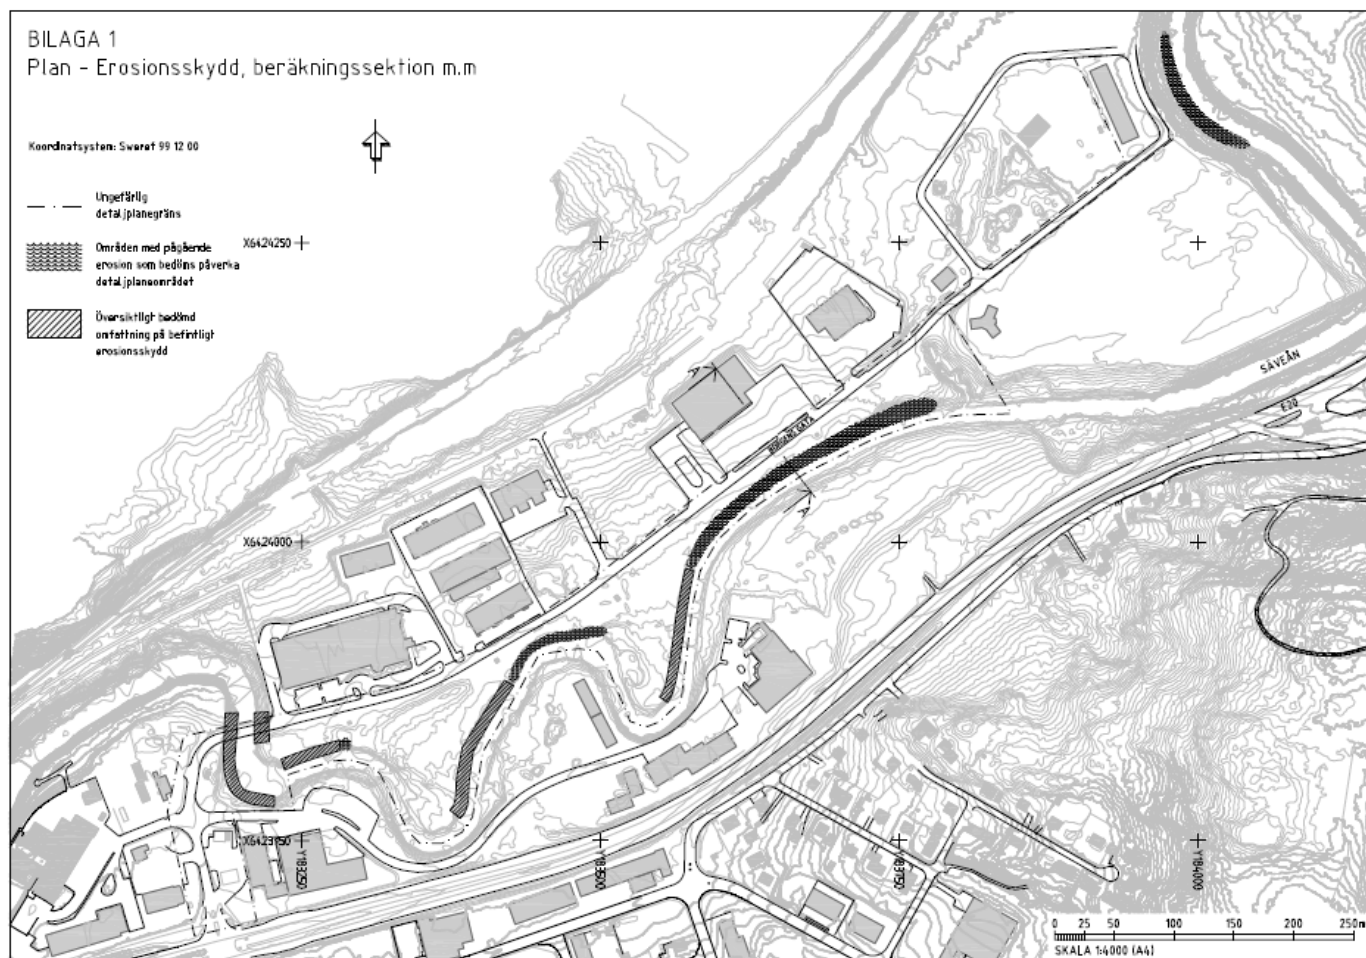 BILAGA 1
Plan - Erosionsskydd, beräkningssektion m.m
Koordinatsystem: Sweref 99 12 00
Ungefärlig
detaljplanegräns
Områden med pågående
erosion som bedöms påverka
detaljplaneområdet
Översiktligt bedömd
omfattning på befintligt
erosionsskydd
X6424250
A
SÄVEÅN
E20
A
X6424000
X6423750
Y183250
Y183500
Y183750
Y184000
0 25 50 100 150 200 250m
SKALA 1:4000 (A4)